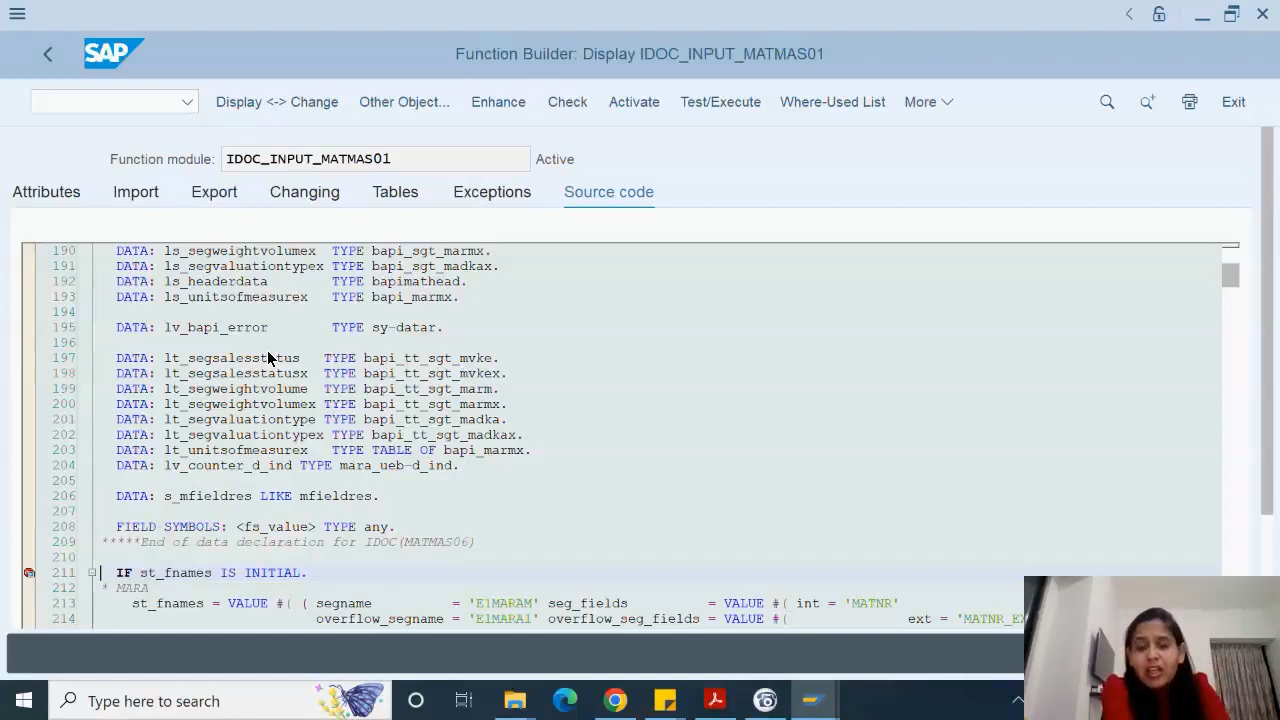 SAP
Function Builder: Display IDOC_INPUT_MATMAS01
Display <-> Change Other Object... Enhance Check Activate Test/Execute Where-Used List More Exit
Function module: IDOC_INPUT_MATMAS01 Active
Attributes Import Export Changing Tables Exceptions Source code
190 DATA: ls_segweightvolumex TYPE bapi_sgt_marmx.
191 DATA: ls_segvaluationtypex TYPE bapi_sgt_madkax.
192 DATA: ls_headerdata TYPE bapimathead.
193 DATA: ls_unitsofmeasurex TYPE bapi_marmx.
194
195 DATA: lv_bapi_error TYPE sy-datar.
196
197 DATA: lt_segsalesstatus TYPE bapi_tt_sgt_mvke.
198 DATA: lt_segsalesstatusx TYPE bapi_tt_sgt_mvkex.
199 DATA: lt_segweightvolume TYPE bapi_tt_sgt_marm.
200 DATA: lt_segweightvolumex TYPE bapi_tt_sgt_marmx.
201 DATA: lt_segvaluationtype TYPE bapi_tt_sgt_madka.
202 DATA: lt_segvaluationtypex TYPE bapi_tt_sgt_madkax.
203 DATA: lt_unitsofmeasurex TYPE TABLE OF bapi_marmx.
204 DATA: lv_counter_d_ind TYPE mara_ueb-d_ind.
205
206 DATA: s_mfieldres LIKE mfieldres.
207
208 FIELD SYMBOLS: <fs_value> TYPE any.
209 *****End of data declaration for IDOC(MATMAS06)
210
211 IF st_fnames IS INITIAL.
212 * MARA
213 st_fnames = VALUE #( ( segname = 'E1MARAM' seg_fields = VALUE #( int = 'MATNR'
214 overflow_segname = 'E1MARA1' overflow_seg_fields = VALUE #( ext = 'MATNR_EX
Type here to search